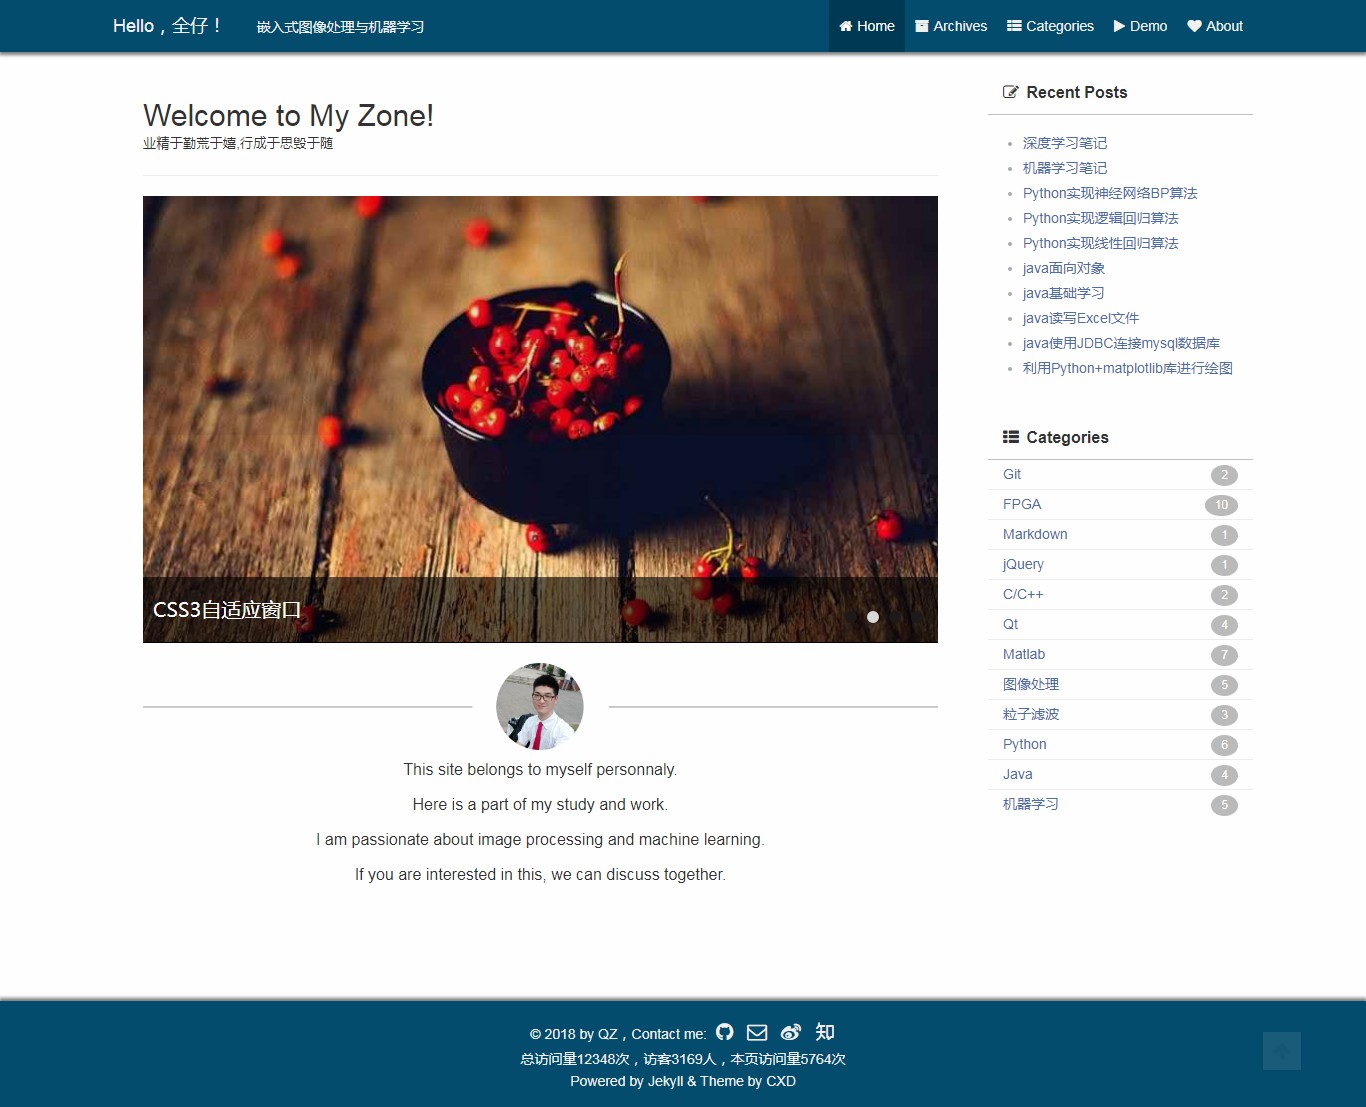 Hello，全仔！ 嵌入式图像处理与机器学习 Home Archives Categories Demo About
Welcome to My Zone!
业精于勤荒于嬉,行成于思毁于随
CSS3自适应窗口
This site belongs to myself personnaly.
Here is a part of my study and work.
I am passionate about image processing and machine learning.
If you are interested in this, we can discuss together.
Recent Posts
深度学习笔记
机器学习笔记
Python实现神经网络BP算法
Python实现逻辑回归算法
Python实现线性回归算法
java面向对象
java基础学习
java读写Excel文件
java使用JDBC连接mysql数据库
利用Python+matplotlib库进行绘图
Categories
Git 2
FPGA 10
Markdown 1
jQuery 1
C/C++ 2
Qt 4
Matlab 7
图像处理 5
粒子滤波 3
Python 6
Java 4
机器学习 5
© 2018 by QZ，Contact me: 知
总访问量12348次，访客3169人，本页访问量5764次
Powered by Jekyll & Theme by CXD